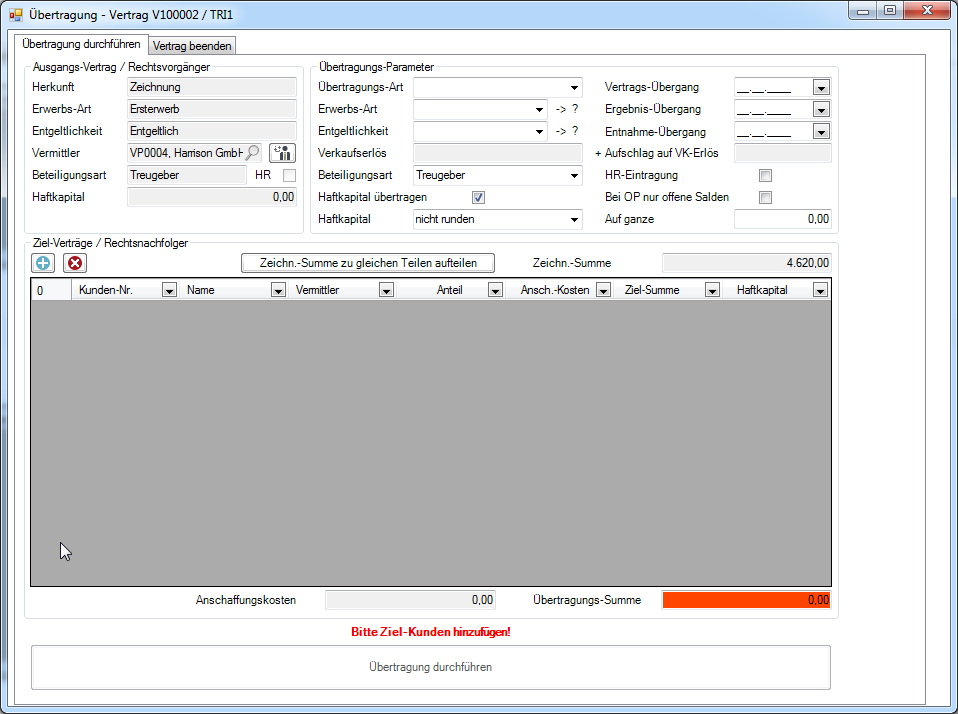 Übertragung - Vertrag V100002 / TRI1
Übertragung durchführen
Vertrag beenden
Ausgangs-Vertrag / Rechtsvorgänger
Herkunft Zeichnung
Erwerbs-Art Ersterwerb
Entgeltlichkeit Entgeltlich
Vermittler VP0004, Harrison GmbH
Beteiligungsart Treugeber HR
Haftkapital 0,00
Übertragungs-Parameter
Übertragungs-Art Vertrags-Übergang __.__.____
Erwerbs-Art -> ? Ergebnis-Übergang __.__.____
Entgeltlichkeit -> ? Entnahme-Übergang __.__.____
Verkaufserlös + Aufschlag auf VK-Erlös
Beteiligungsart Treugeber HR-Eintragung
Haftkapital übertragen Bei OP nur offene Salden
Haftkapital nicht runden Auf ganze 0,00
Ziel-Verträge / Rechtsnachfolger
Zeichn.-Summe zu gleichen Teilen aufteilen Zeichn.-Summe 4.620,00
0 Kunden-Nr. Name Vermittler Anteil Ansch.-Kosten Ziel-Summe Haftkapital
Anschaffungskosten 0,00 Übertragungs-Summe 0,00
Bitte Ziel-Kunden hinzufügen!
Übertragung durchführen